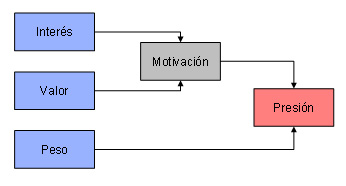 Interés
Motivación
Valor
Presión
Peso